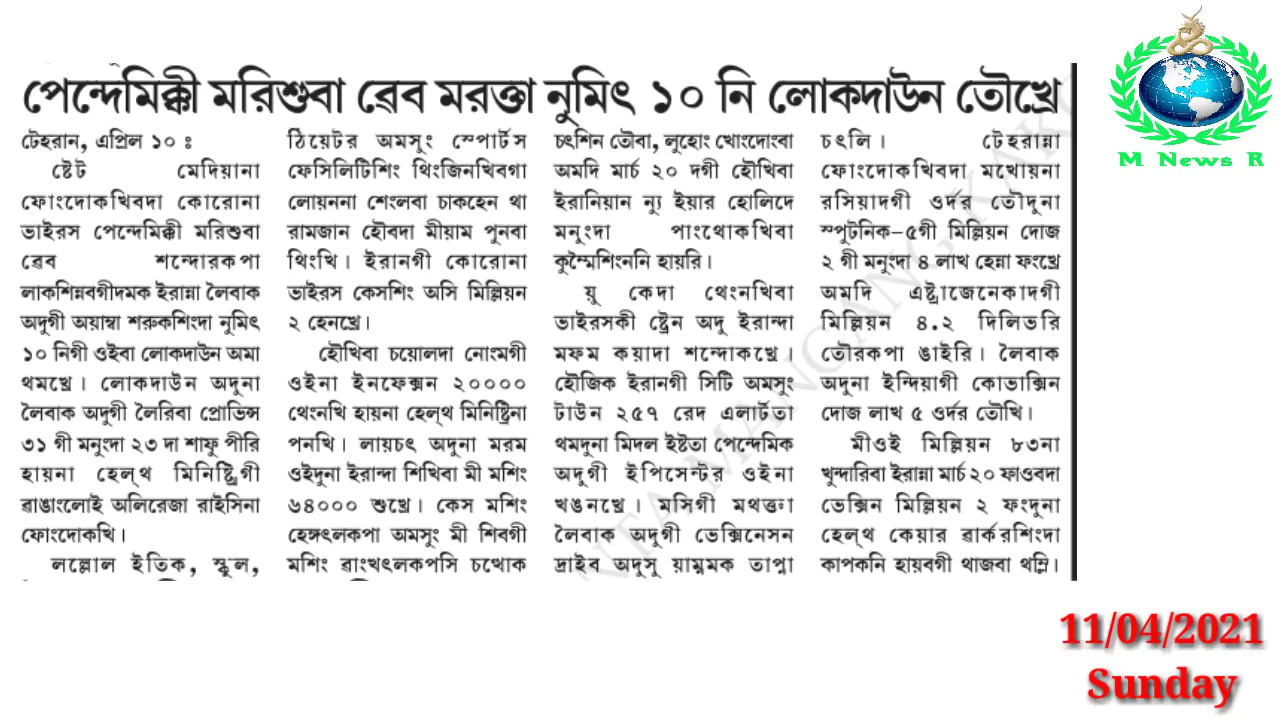 পেন্দেমিক্কী মরিশুবা ৱেব মরক্তা নুমিৎ ১০ নি লোকদাউন তৌখ্রে
টেহরান, এপ্রিল ১০ ঃ
ষ্টেট মেদিয়ানা
ফোংদোকখিবদা কোরোনা
ভাইরস পেন্দেমিক্কী মরিশুবা
ৱেব শন্দোরকপা
লাকশিন্নবগীদমক ইরান্না লৈবাক
অদুগী অয়াম্বা শরুকশিংদা নুমিৎ
১০ নিগী ওইবা লোকদাউন অমা
থমখ্রে। লোকদাউন অদুনা
লৈবাক অদুগী লৈরিবা প্রোভিন্স
৩১ গী মনুংদা ২৩ দা শাফু পীরি
হায়না হেল্থ মিনিষ্ট্রিগী
ৱাঙাংলোই অলিরেজা রাইসিনা
ফোংদোকখি।
ললোেল ইতিক, স্কুল,
ঠিয়েটর অমসুং স্পোর্টস
ফেসিলিটিশিং থিংজিনখিবগা
লোয়ননা শেংলবা চাকহেন থা
রামজান হৌবদা মীয়াম পুনবা
থিংখি। ইরানগী কোরোনা
ভাইরস কেসশিং অসি মিল্লিয়ন
২ হেনখ্রে।
হৌখিবা চয়োলদা নোংমগী
ওইনা ইনফেক্সন ২০০০০
থেংনখি হায়না হেল্থ মিনিষ্ট্রিনা
পনখি। লায়চৎ অদুনা মরম
ওইদুনা ইরান্দা শিখিবা মী মশিং
৬৪০০০ শুখ্রে। কেস মশিং
হেঙ্গৎলকপা অমসুং মী শিবগী
মশিং ৱাংখৎলকপসি চত্থোক
চৎশিন তৌবা, লুহোং খোংদোংবা
অমদি মার্চ ২০ দগী হৌখিবা
ইরানিয়ান ন্যু ইয়ার হোলিদে
মনুংদা পাংথোকখিবা
কুম্মৈশিংননি হায়রি।
য়ু কেদা থেংনখিবা
ভাইরসকী ষ্ট্রেন অদু ইরান্দা
মফম কয়াদা শন্দোকখ্রে।
হৌজিক ইরানগী সিটি অমসুং
টাউন ২৫৭ রেদ এলার্টতা
থমদুনা মিদল ইষ্টতা পেন্দেমিক
অদুগী ইপিসেন্টর ওইনা
খঙনখ্রে। মসিগী মথক্তঃ
লৈবাক অদুগী ভেক্সিনেসন
দ্রাইব অদুসু য়াম্নমক তাপ্না
চৎলি। টেহরান্না
ফোংদোকখিবদা মখোয়না
রসিয়াদগী ওর্দর তৌদুনা
স্পুটনিক-৫গী মিল্লিয়ন দোজ
২ গী মনুংদা ৪ লাখ হেন্না ফংখ্রে
অমদি এষ্ট্রাজেনেকাদগী
মিল্লিয়ন ৪.২ দিলিভরি
তৌরকপা ঙাইরি। লৈবাক
অদুনা ইন্দিয়াগী কোভাক্সিন
দোজ লাখ ৫ ওর্দর তৌখি।
মীওই মিল্লিয়ন ৮৩না
খুন্দারিবা ইরান্না মার্চ ২০ ফাওবদা
ভেক্সিন মিল্লিয়ন ২ ফংদুনা
হেল্থ কেয়ার ৱার্করশিংদা
কাপকনি হায়বগী থাজবা থম্লি।
M News R
11/04/2021
Sunday